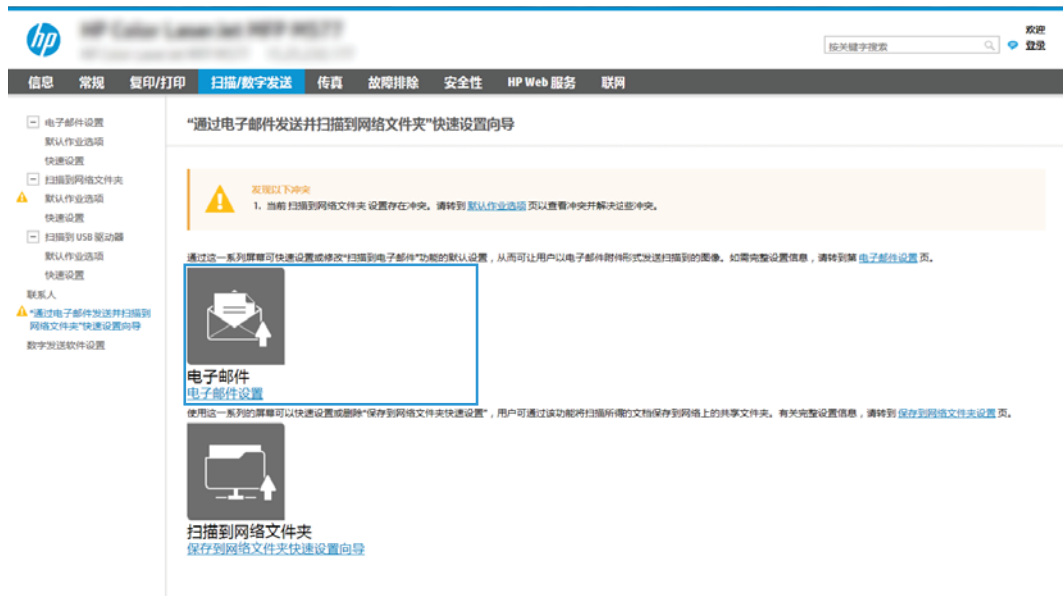 hp
欢迎
按关键字搜索
登录
信息 常规 复印/打印 扫描/数字发送 传真 故障排除 安全性 HP Web 服务 联网
电子邮件设置
默认作业选项
快速设置
扫描到网络文件夹
默认作业选项
快速设置
扫描到 USB 驱动器
默认作业选项
快速设置
联系人
“通过电子邮件发送并扫描到
网络文件夹”快速设置向导
数字发送软件设置
“通过电子邮件发送并扫描到网络文件夹”快速设置向导
发现以下冲突
1. 当前 扫描到网络文件夹 设置存在冲突。请转到 默认作业选项 页以查看冲突并解决这些冲突。
通过这一系列屏幕可快速设置或修改“扫描到电子邮件”功能的默认设置，从而可让用户以电子邮件附件形式发送扫描到的图像。如需完整设置信息，请转到第 电子邮件设置 页。
电子邮件
电子邮件设置
使用这一系列的屏幕可以快速设置或删除“保存到网络文件夹快速设置”，用户可通过该功能将扫描所得的文档保存到网络上的共享文件夹。有关完整设置信息，请转到 保存到网络文件夹设置 页。
扫描到网络文件夹
保存到网络文件夹快速设置向导